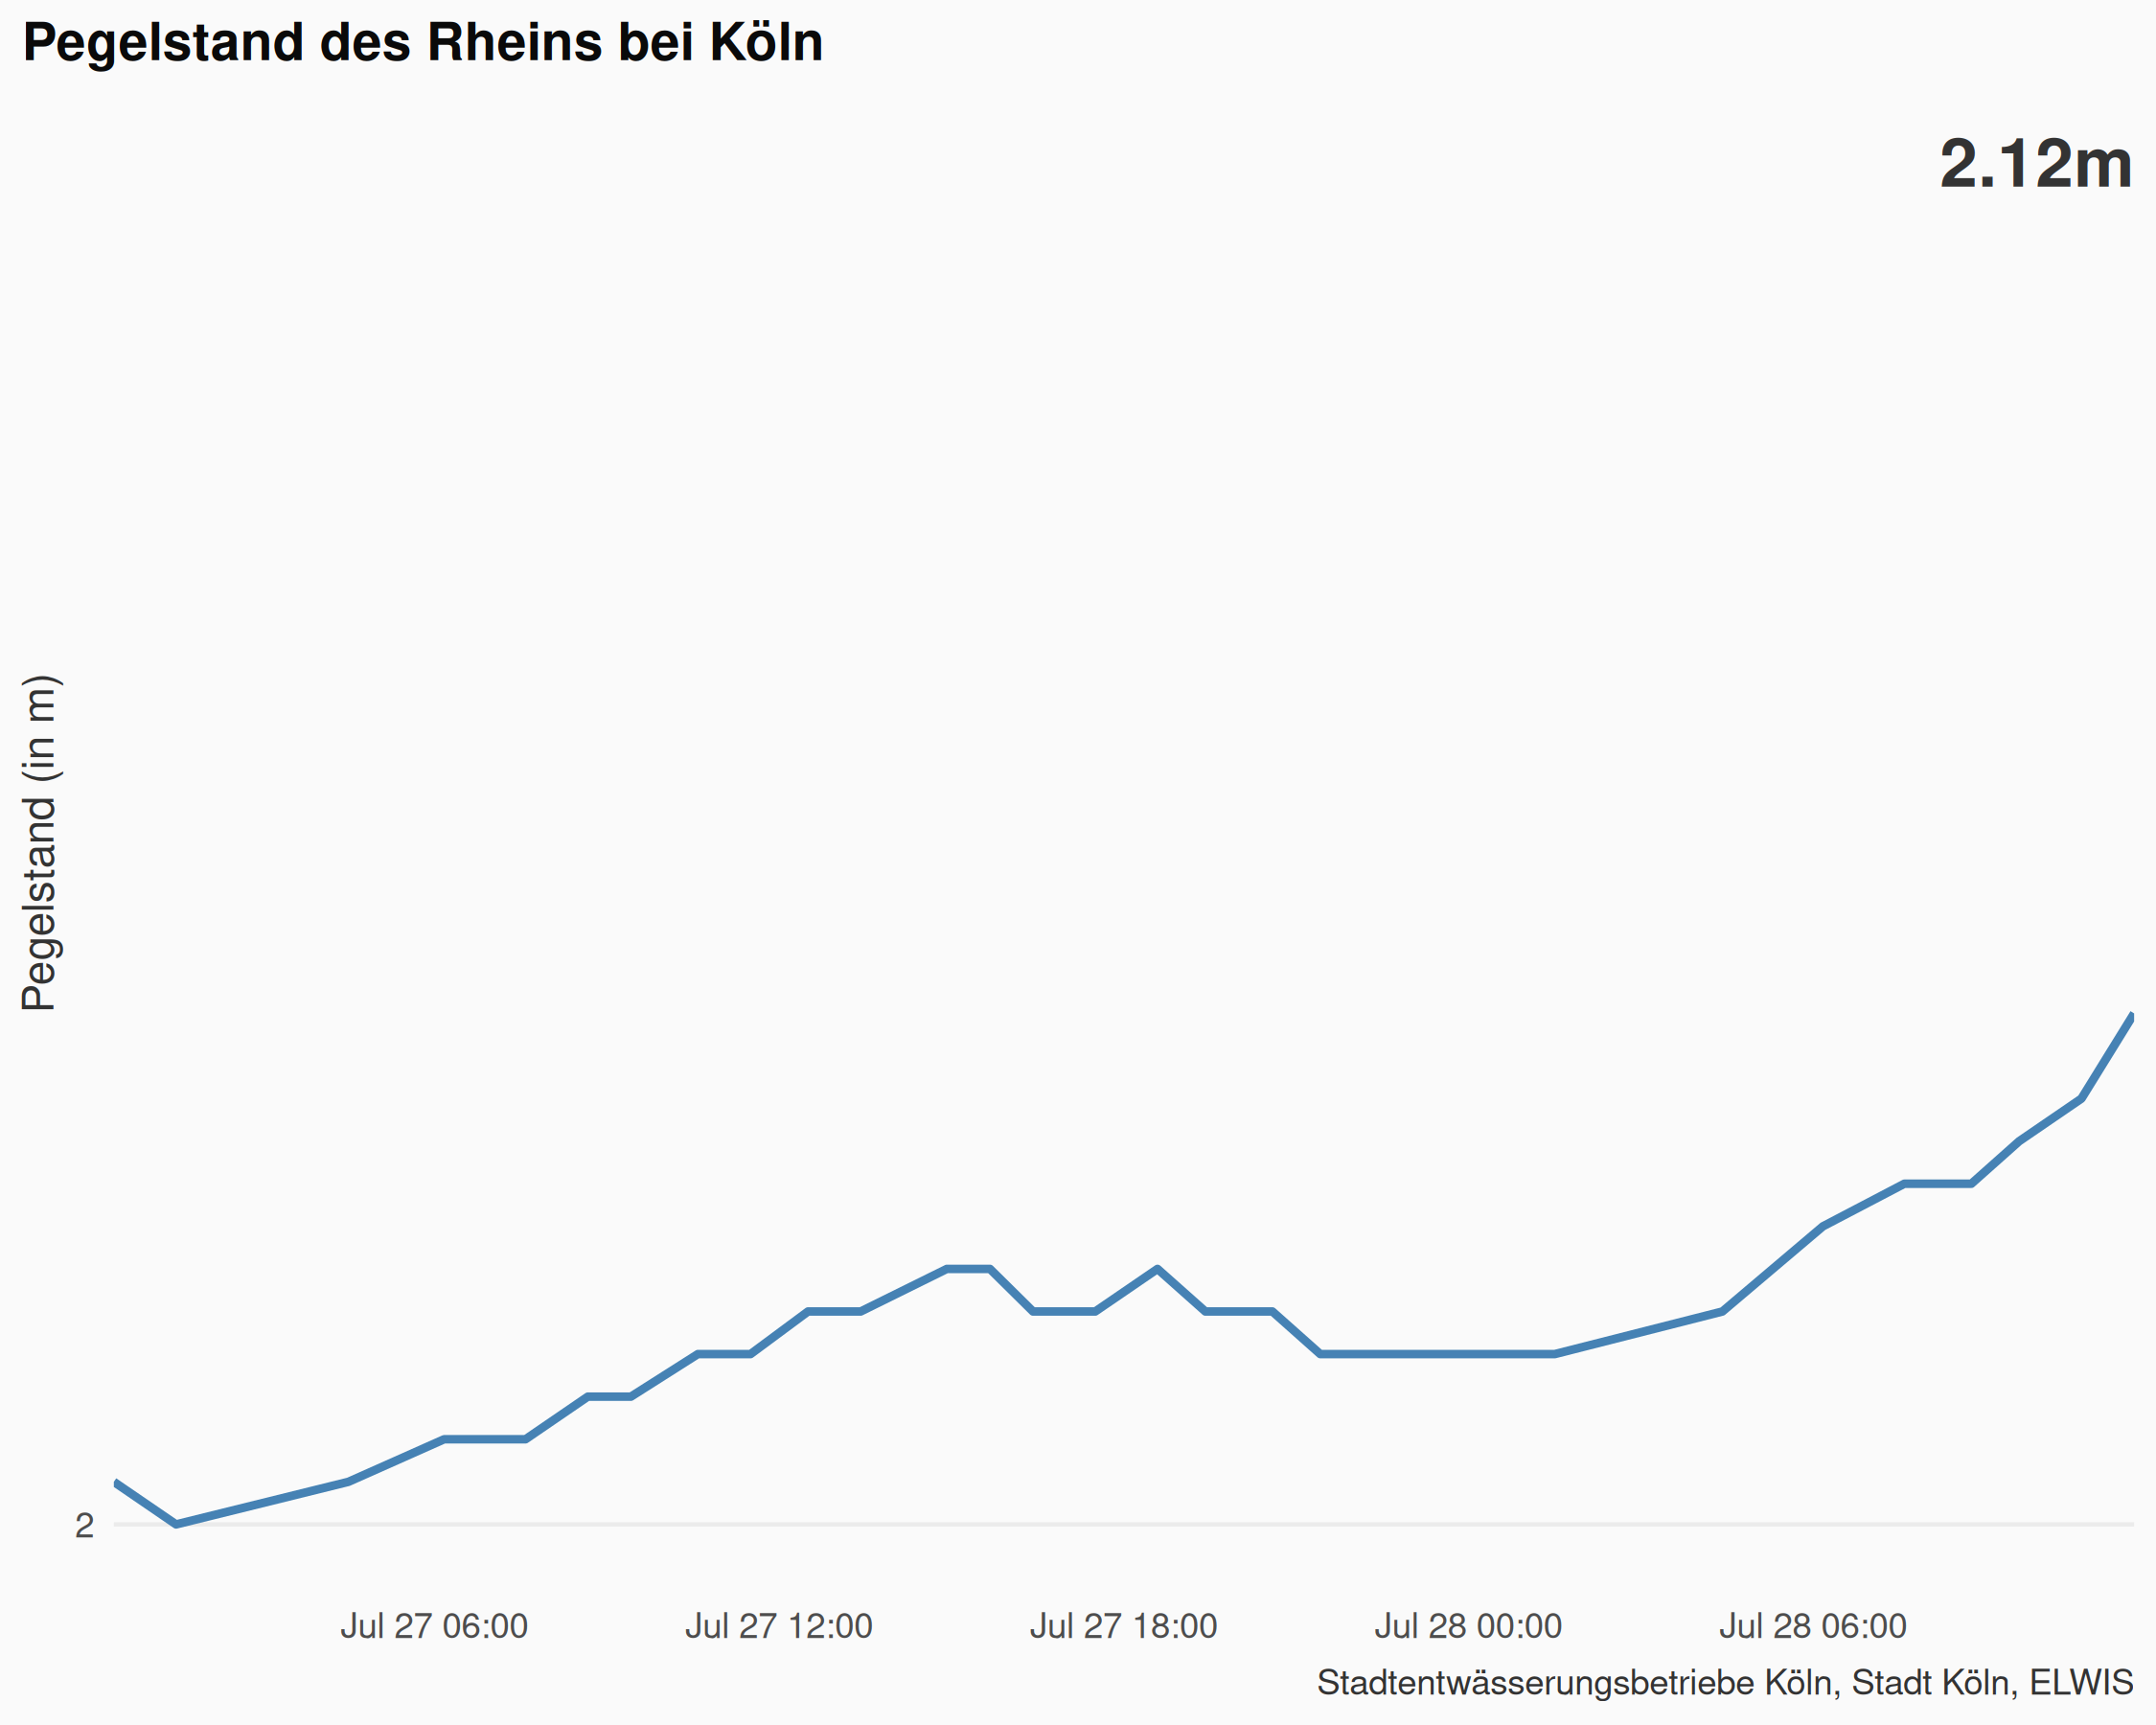 Pegelstand des Rheins bei Köln
2.12m
Pegelstand (in m)
2
Jul 27 06:00
Jul 27 12:00
Jul 27 18:00
Jul 28 00:00
Jul 28 06:00
Stadtentwässerungsbetriebe Köln, Stadt Köln, ELWIS